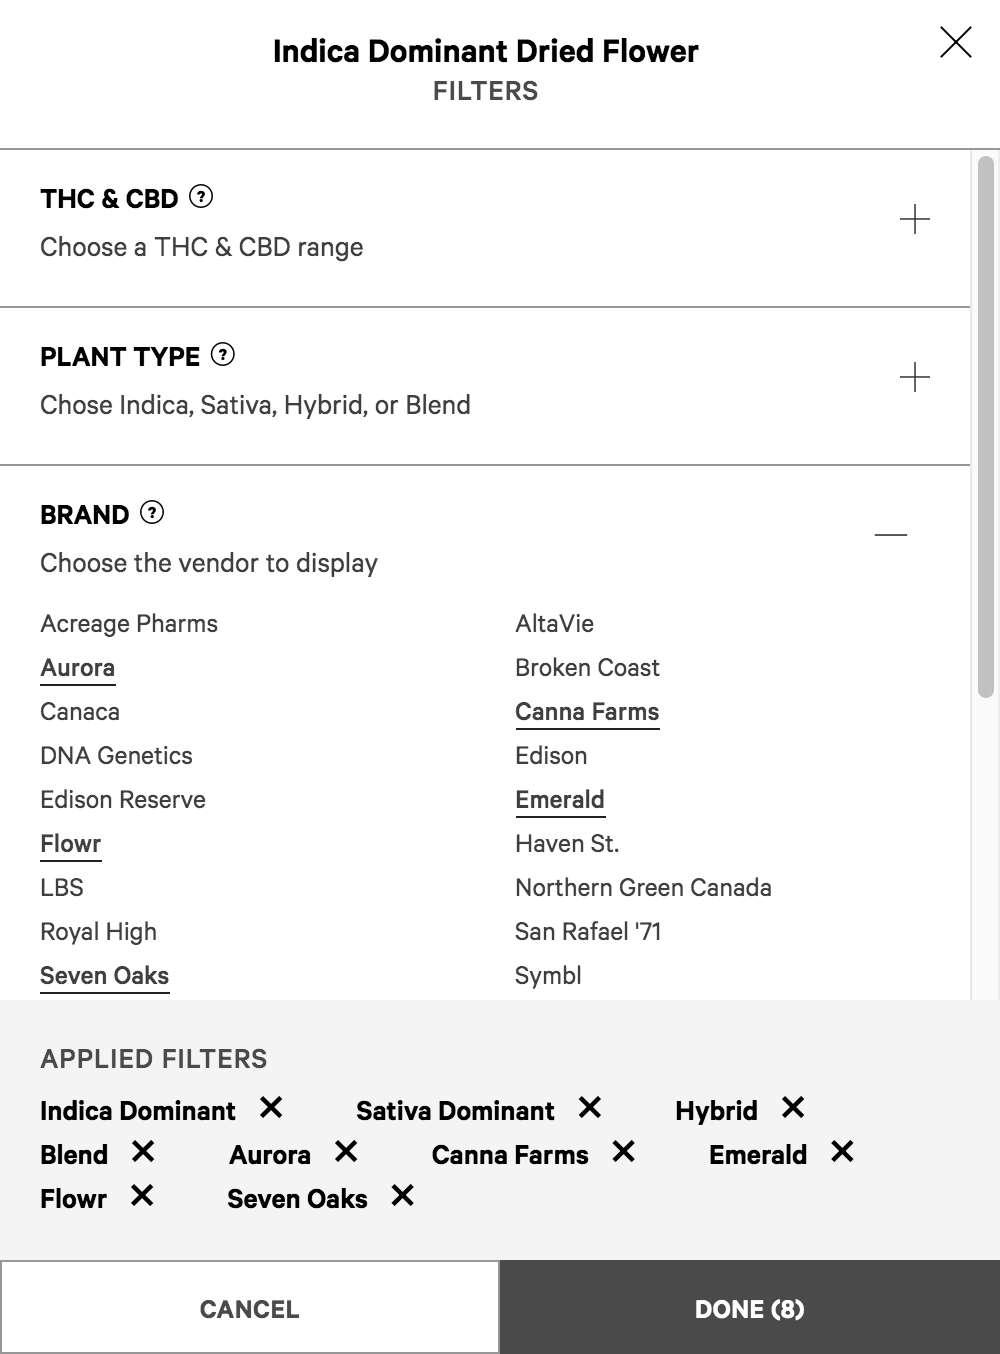 Indica Dominant Dried Flower
FILTERS
THC & CBD ?
Choose a THC & CBD range
PLANT TYPE ?
Chose Indica, Sativa, Hybrid, or Blend
BRAND ?
Choose the vendor to display
Acreage Pharms AltaVie
Aurora Broken Coast
Canaca Canna Farms
DNA Genetics Edison
Edison Reserve Emerald
Flowr Haven St.
LBS Northern Green Canada
Royal High San Rafael '71
Seven Oaks Symbl
APPLIED FILTERS
Indica Dominant Sativa Dominant Hybrid
Blend Aurora Canna Farms Emerald
Flowr Seven Oaks
CANCEL DONE (8)